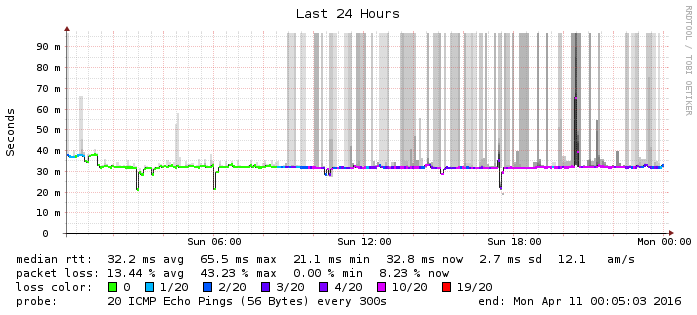 Last 24 Hours
RRDTOOL / TOBI OETIKER
Seconds
90 m
80 m
70 m
60 m
50 m
40 m
30 m
20 m
10 m
0
Sun 06:00 Sun 12:00 Sun 18:00 Mon 00:00
median rtt: 32.2 ms avg 65.5 ms max 21.1 ms min 32.8 ms now 2.7 ms sd 12.1 am/s
packet loss: 13.44 % avg 43.23 % max 0.00 % min 8.23 % now
loss color: 0 1/20 2/20 3/20 4/20 10/20 19/20
probe: 20 ICMP Echo Pings (56 Bytes) every 300s end: Mon Apr 11 00:05:03 2016